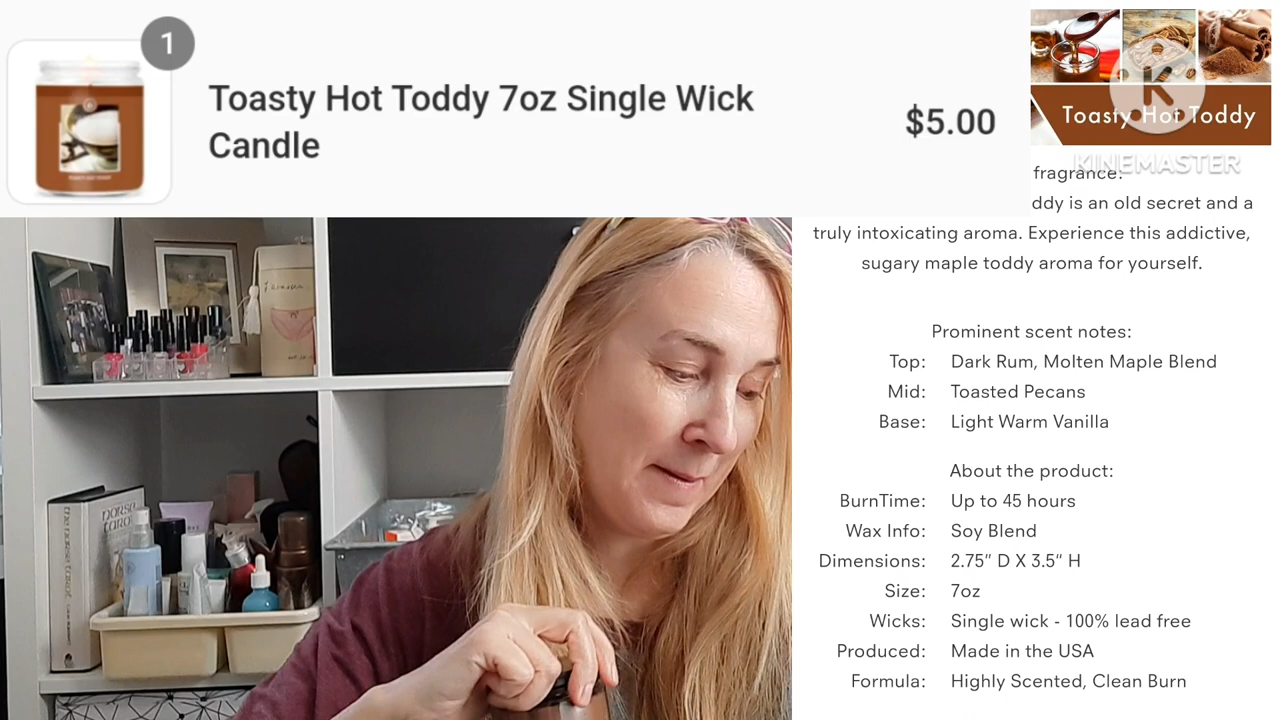 1
Toasty Hot Toddy 7oz Single Wick
Candle
$5.00
K
Toasty Hot Toddy
KINEMASTER
fragrance:
ddy is an old secret and a
truly intoxicating aroma. Experience this addictive,
sugary maple toddy aroma for yourself.
Prominent scent notes:
Top: Dark Rum, Molten Maple Blend
Mid: Toasted Pecans
Base: Light Warm Vanilla
About the product:
BurnTime: Up to 45 hours
Wax Info: Soy Blend
Dimensions: 2.75” D X 3.5” H
Size: 7oz
Wicks: Single wick - 100% lead free
Produced: Made in the USA
Formula: Highly Scented, Clean Burn
norse
tarot